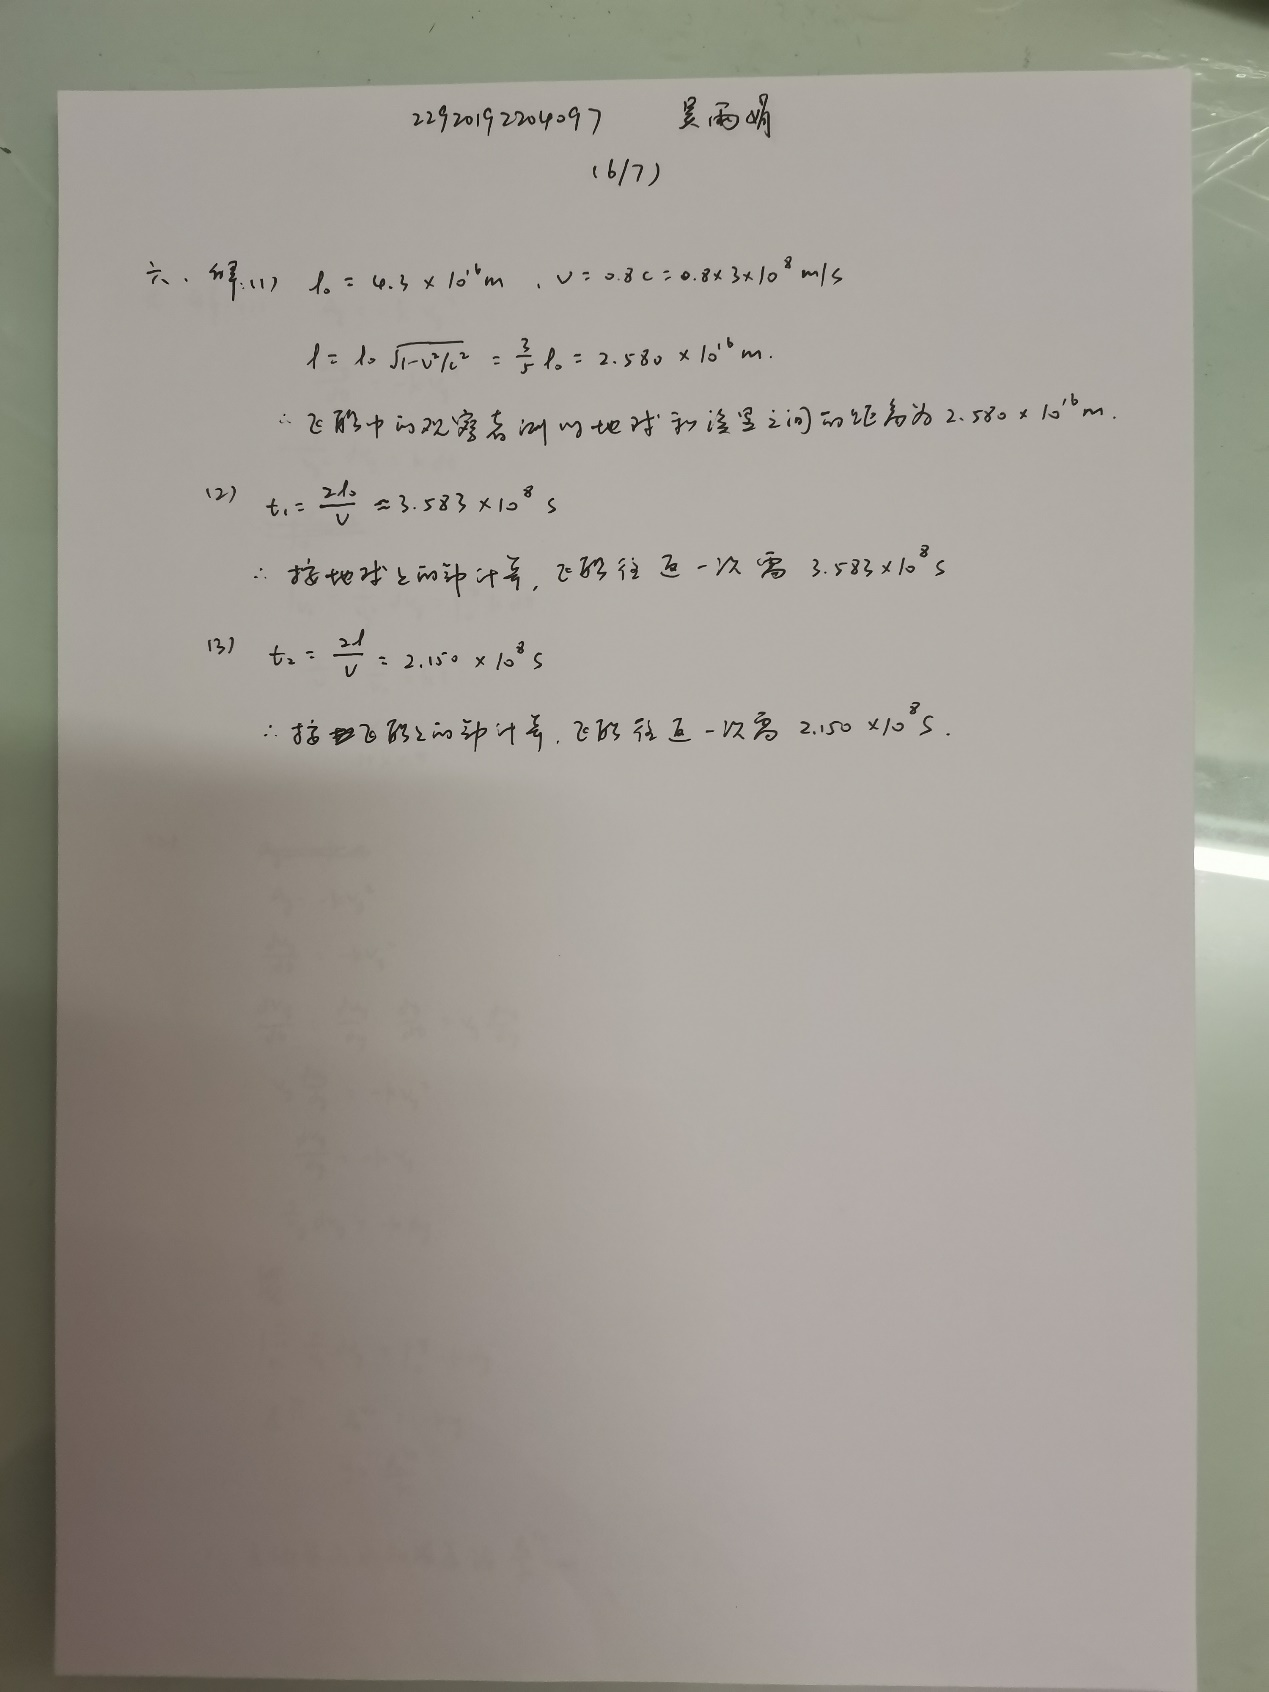 22920192204097 吴雨娟
(6/7)
六、解:(1) l₀ = 4.3 × 10¹⁶ m , v = 0.8c = 0.8×3×10⁸ m/s
l = l₀ √(1-v²/c²) = 3/5 l₀ = 2.580 × 10¹⁶ m.
∴ 飞船中的观察者测得地球和恒星之间的距离为 2.580 × 10¹⁶ m.
(2) t₁ = 2l₀/v ≈ 3.583 × 10⁸ s
∴ 按地球上的钟计算, 飞船往返一次需 3.583×10⁸ s
(3) t₂ = 2l/v = 2.150 × 10⁸ s
∴ 按飞船上的钟计算, 飞船往返一次需 2.150 ×10⁸ s.